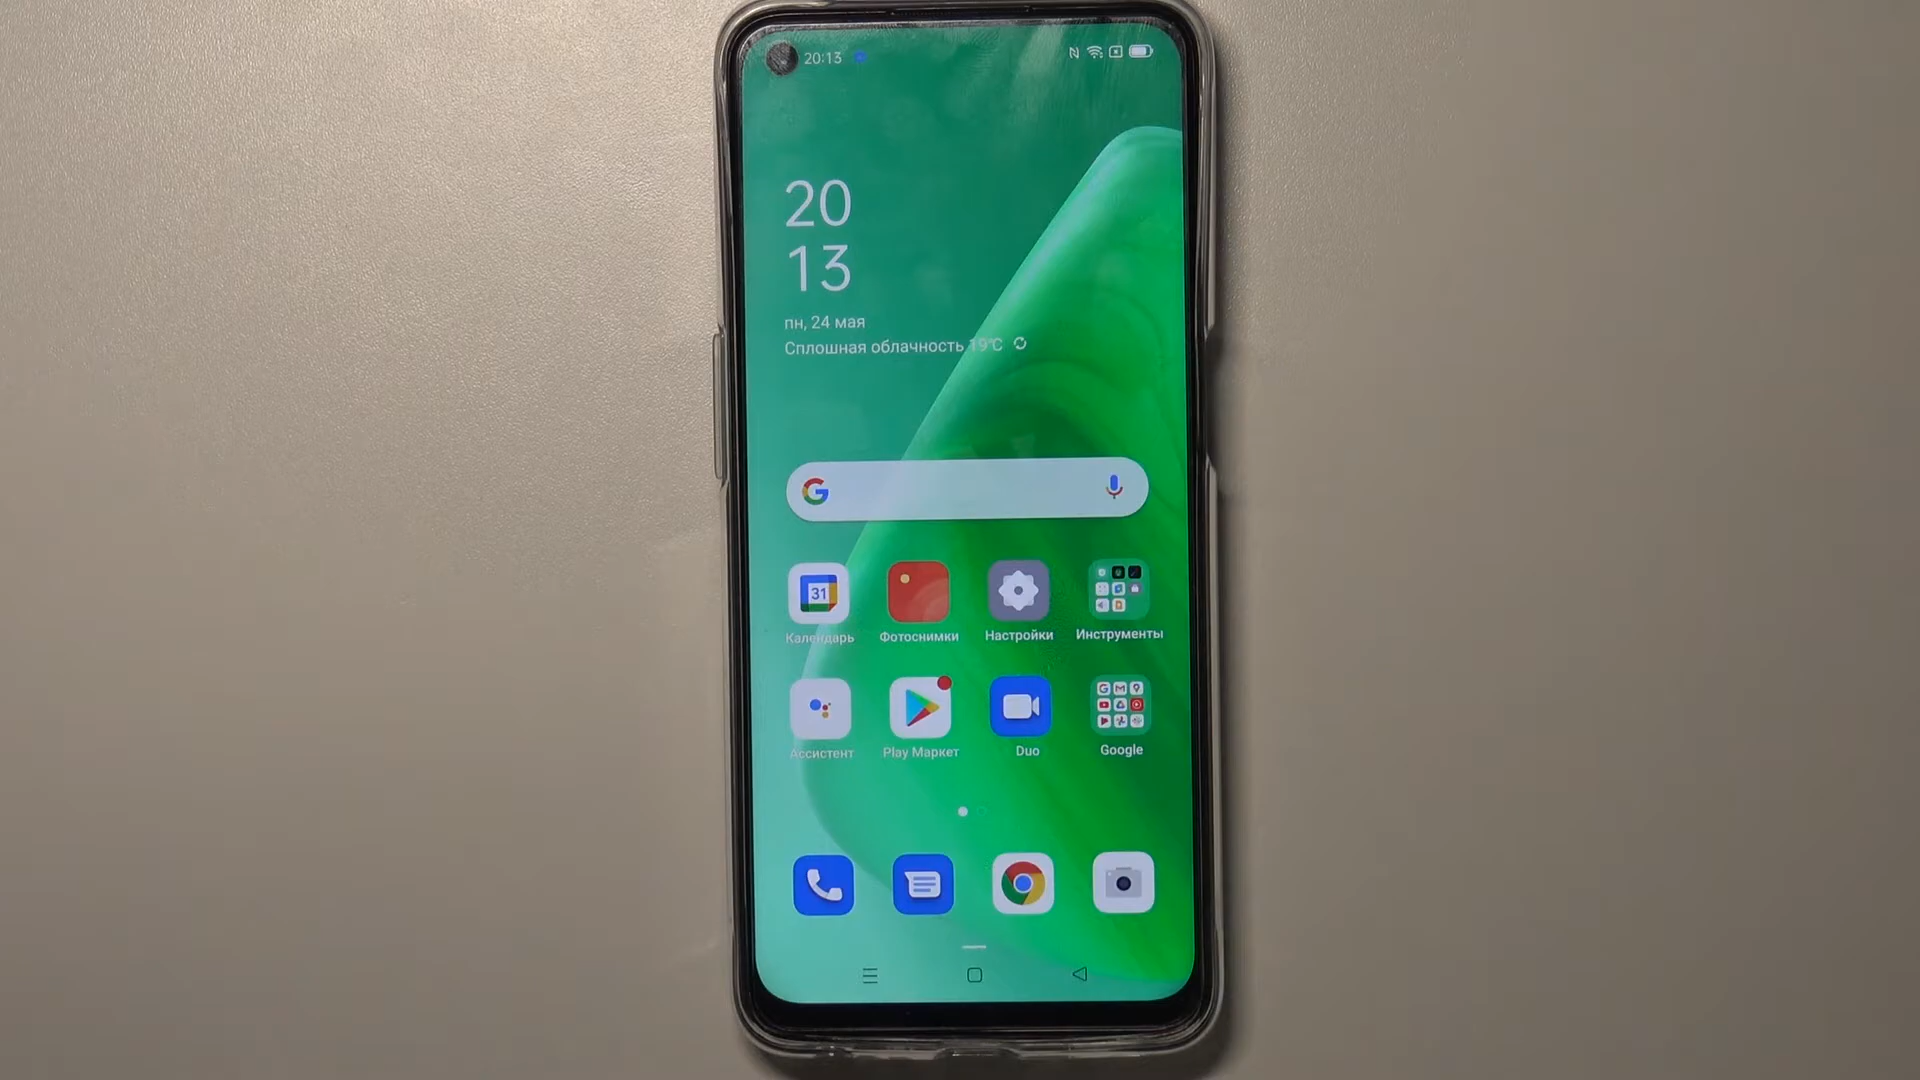 20:13
20
13
пн, 24 мая
Сплошная облачность 19°C
31
Календарь
Фотоснимки
Настройки
Инструменты
Ассистент
Play Маркет
Duo
Google